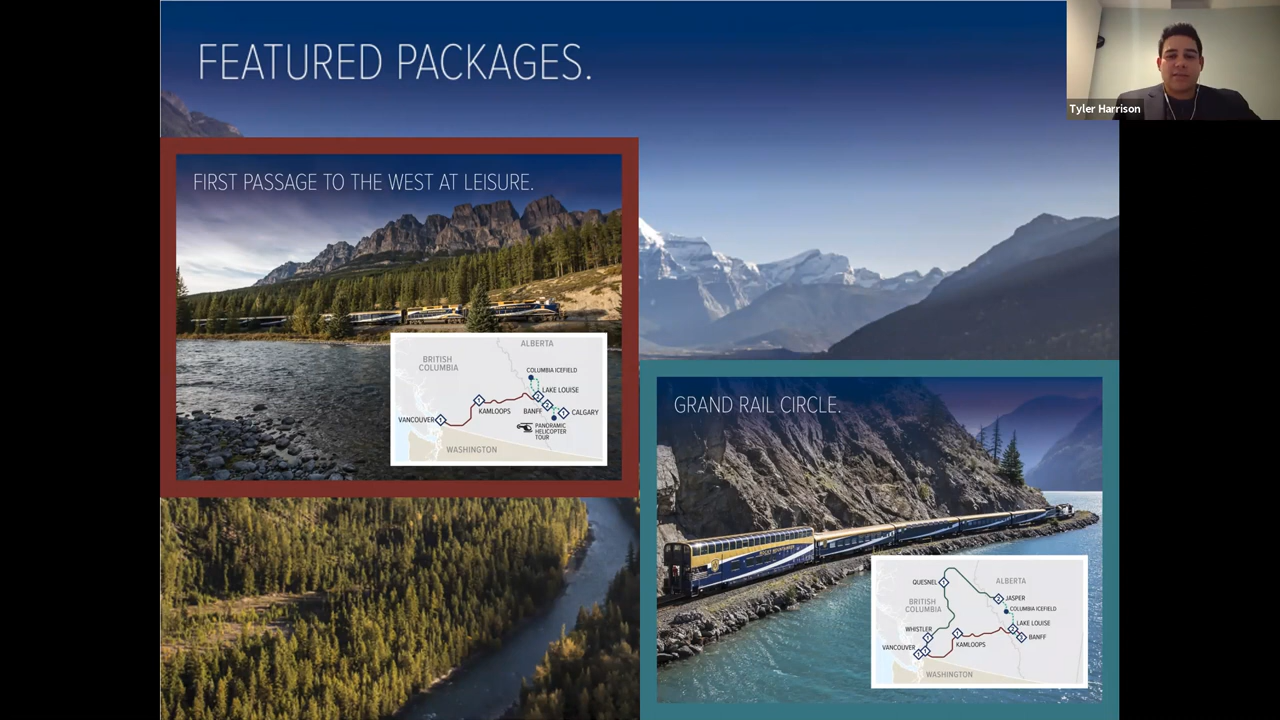 FEATURED PACKAGES.
Tyler Harrison
FIRST PASSAGE TO THE WEST AT LEISURE.
ALBERTA
BRITISH
COLUMBIA
COLUMBIA ICEFIELD
LAKE LOUISE
KAMLOOPS
BANFF
CALGARY
VANCOUVER
PANORAMIC
HELICOPTER
TOUR
WASHINGTON
GRAND RAIL CIRCLE.
QUESNEL
ALBERTA
JASPER
BRITISH
COLUMBIA
COLUMBIA ICEFIELD
LAKE LOUISE
WHISTLER
BANFF
KAMLOOPS
VANCOUVER
WASHINGTON